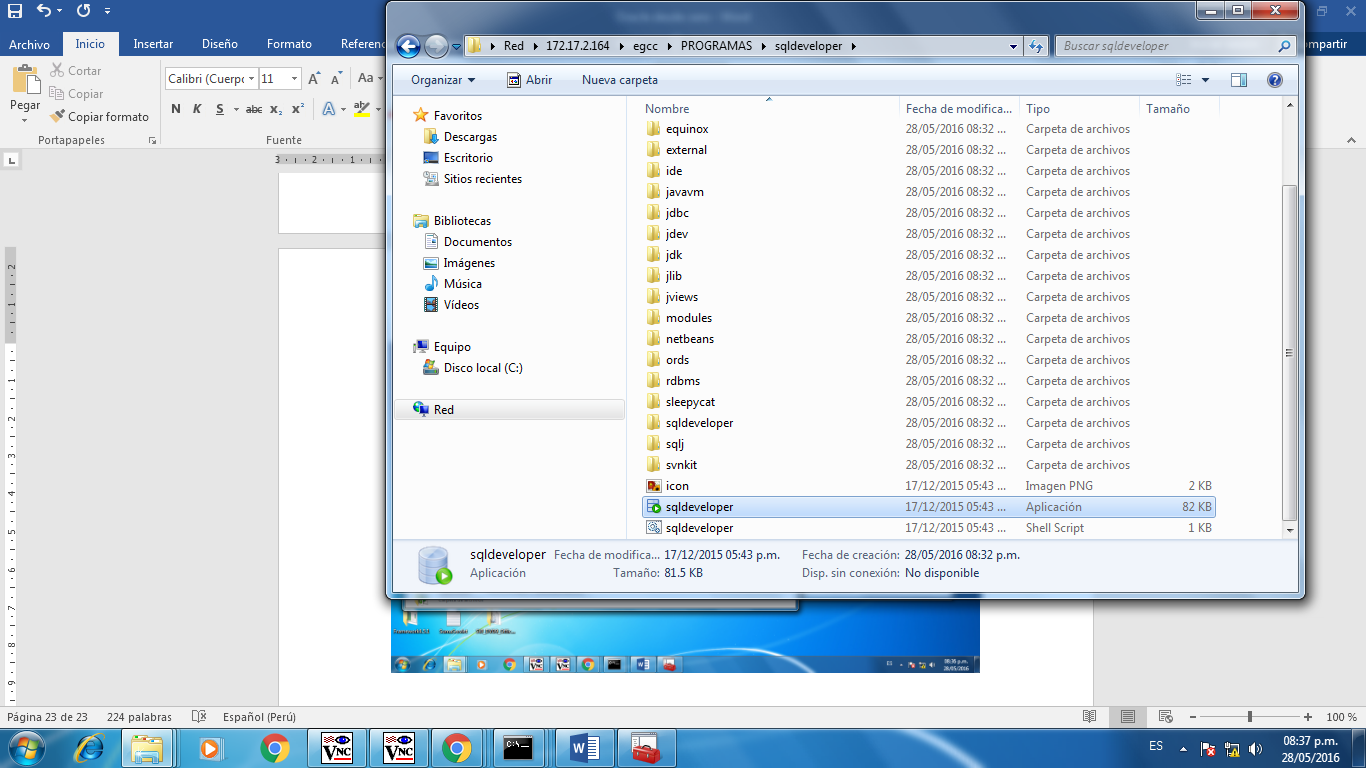 Archivo Inicio Insertar Diseño Formato Referenc
Compartir
Pegar
Cortar
Copiar
Copiar formato
Portapapeles
Calibri (Cuerpo 11
Aa
N K S abc x₂ x²
Fuente
Red 172.17.2.164 egcc PROGRAMAS sqldeveloper
Buscar sqldeveloper
Organizar Abrir Nueva carpeta
Favoritos
Descargas
Escritorio
Sitios recientes
Bibliotecas
Documentos
Imágenes
Música
Vídeos
Equipo
Disco local (C:)
Red
Nombre Fecha de modifica... Tipo Tamaño
equinox 28/05/2016 08:32 ... Carpeta de archivos
external 28/05/2016 08:32 ... Carpeta de archivos
ide 28/05/2016 08:32 ... Carpeta de archivos
javavm 28/05/2016 08:32 ... Carpeta de archivos
jdbc 28/05/2016 08:32 ... Carpeta de archivos
jdev 28/05/2016 08:32 ... Carpeta de archivos
jdk 28/05/2016 08:32 ... Carpeta de archivos
jlib 28/05/2016 08:32 ... Carpeta de archivos
jviews 28/05/2016 08:32 ... Carpeta de archivos
modules 28/05/2016 08:32 ... Carpeta de archivos
netbeans 28/05/2016 08:32 ... Carpeta de archivos
ords 28/05/2016 08:32 ... Carpeta de archivos
rdbms 28/05/2016 08:32 ... Carpeta de archivos
sleepycat 28/05/2016 08:32 ... Carpeta de archivos
sqldeveloper 28/05/2016 08:32 ... Carpeta de archivos
sqlj 28/05/2016 08:32 ... Carpeta de archivos
svnkit 28/05/2016 08:32 ... Carpeta de archivos
icon 17/12/2015 05:43 ... Imagen PNG 2 KB
sqldeveloper 17/12/2015 05:43 ... Aplicación 82 KB
sqldeveloper 17/12/2015 05:43 ... Shell Script 1 KB
sqldeveloper Fecha de modifica... 17/12/2015 05:43 p.m. Fecha de creación: 28/05/2016 08:32 p.m.
Aplicación Tamaño: 81.5 KB Disp. sin conexión: No disponible
ES 08:36 p.m.
28/05/2016
Página 23 de 23 224 palabras Español (Perú) 100 %
VNC VNC C:\ W ES 08:37 p.m.
28/05/2016